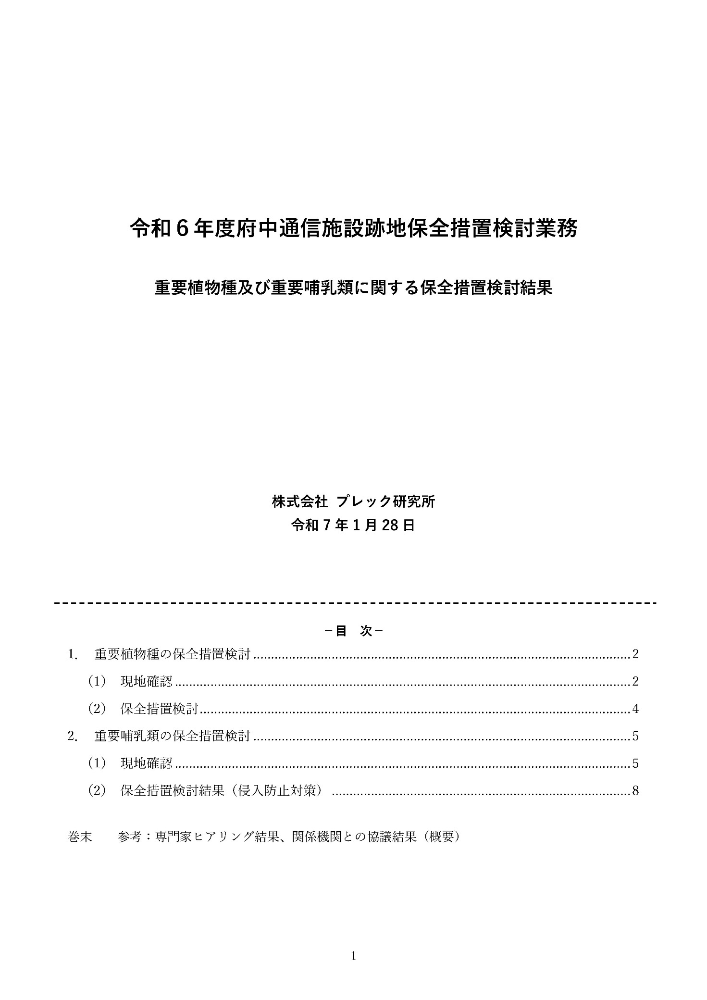 令和６年度府中通信施設跡地保全措置検討業務
重要植物種及び重要哺乳類に関する保全措置検討結果
株式会社 プレック研究所
令和 7 年 1 月 28 日
－目　次－
1．　重要植物種の保全措置検討 ........................................ 2
（1）　現地確認 ........................................ 2
（2）　保全措置検討 ........................................ 4
2．　重要哺乳類の保全措置検討 ........................................ 5
（1）　現地確認 ........................................ 5
（2）　保全措置検討結果（侵入防止対策） ........................................ 8
巻末　　参考：専門家ヒアリング結果、関係機関との協議結果（概要）
1